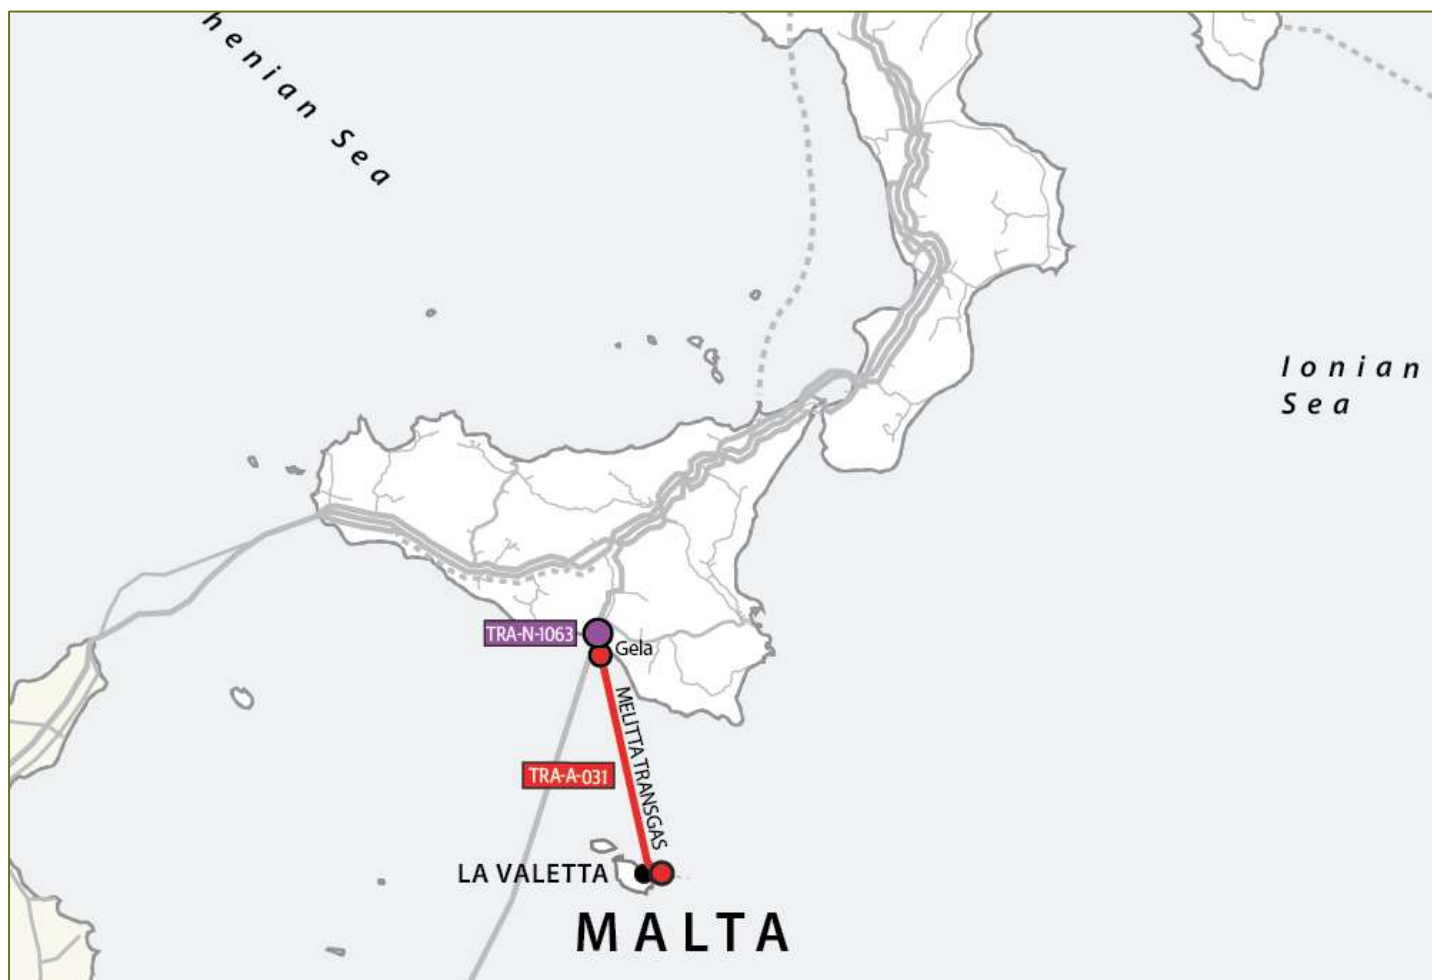 henian Sea
Ionian
Sea
TRA-N-1063
Gela
MELITTA TRANSGAS
TRA-A-031
LA VALETTA
MALTA